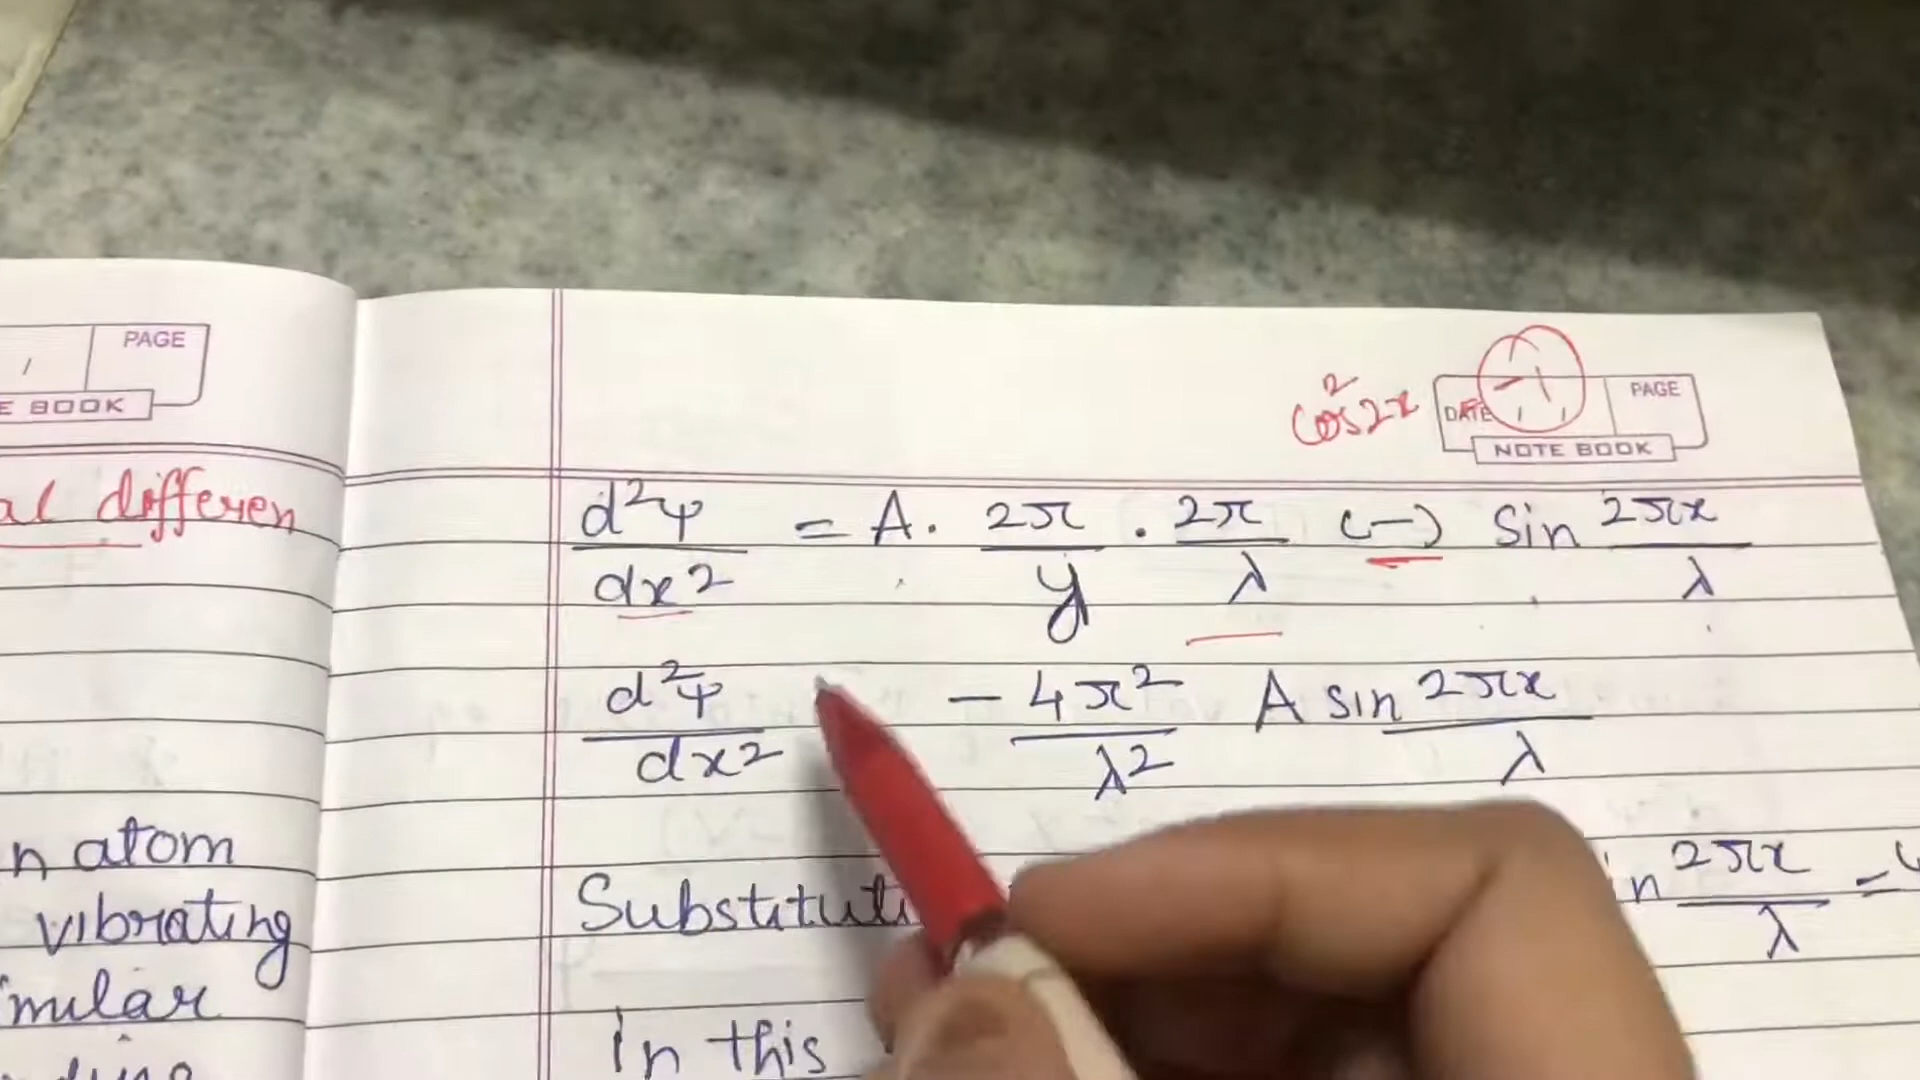 PAGE
/
E BOOK
al differen
n atom
vibrating
imilar
cos²2x
DATE
PAGE
NOTE BOOK
d²ψ/dx² = A. 2π/y . 2π/λ (-) Sin 2πx/λ
d²ψ/dx² - 4π²/λ² A sin 2πx/λ
Substituti in 2πx/λ =
In this